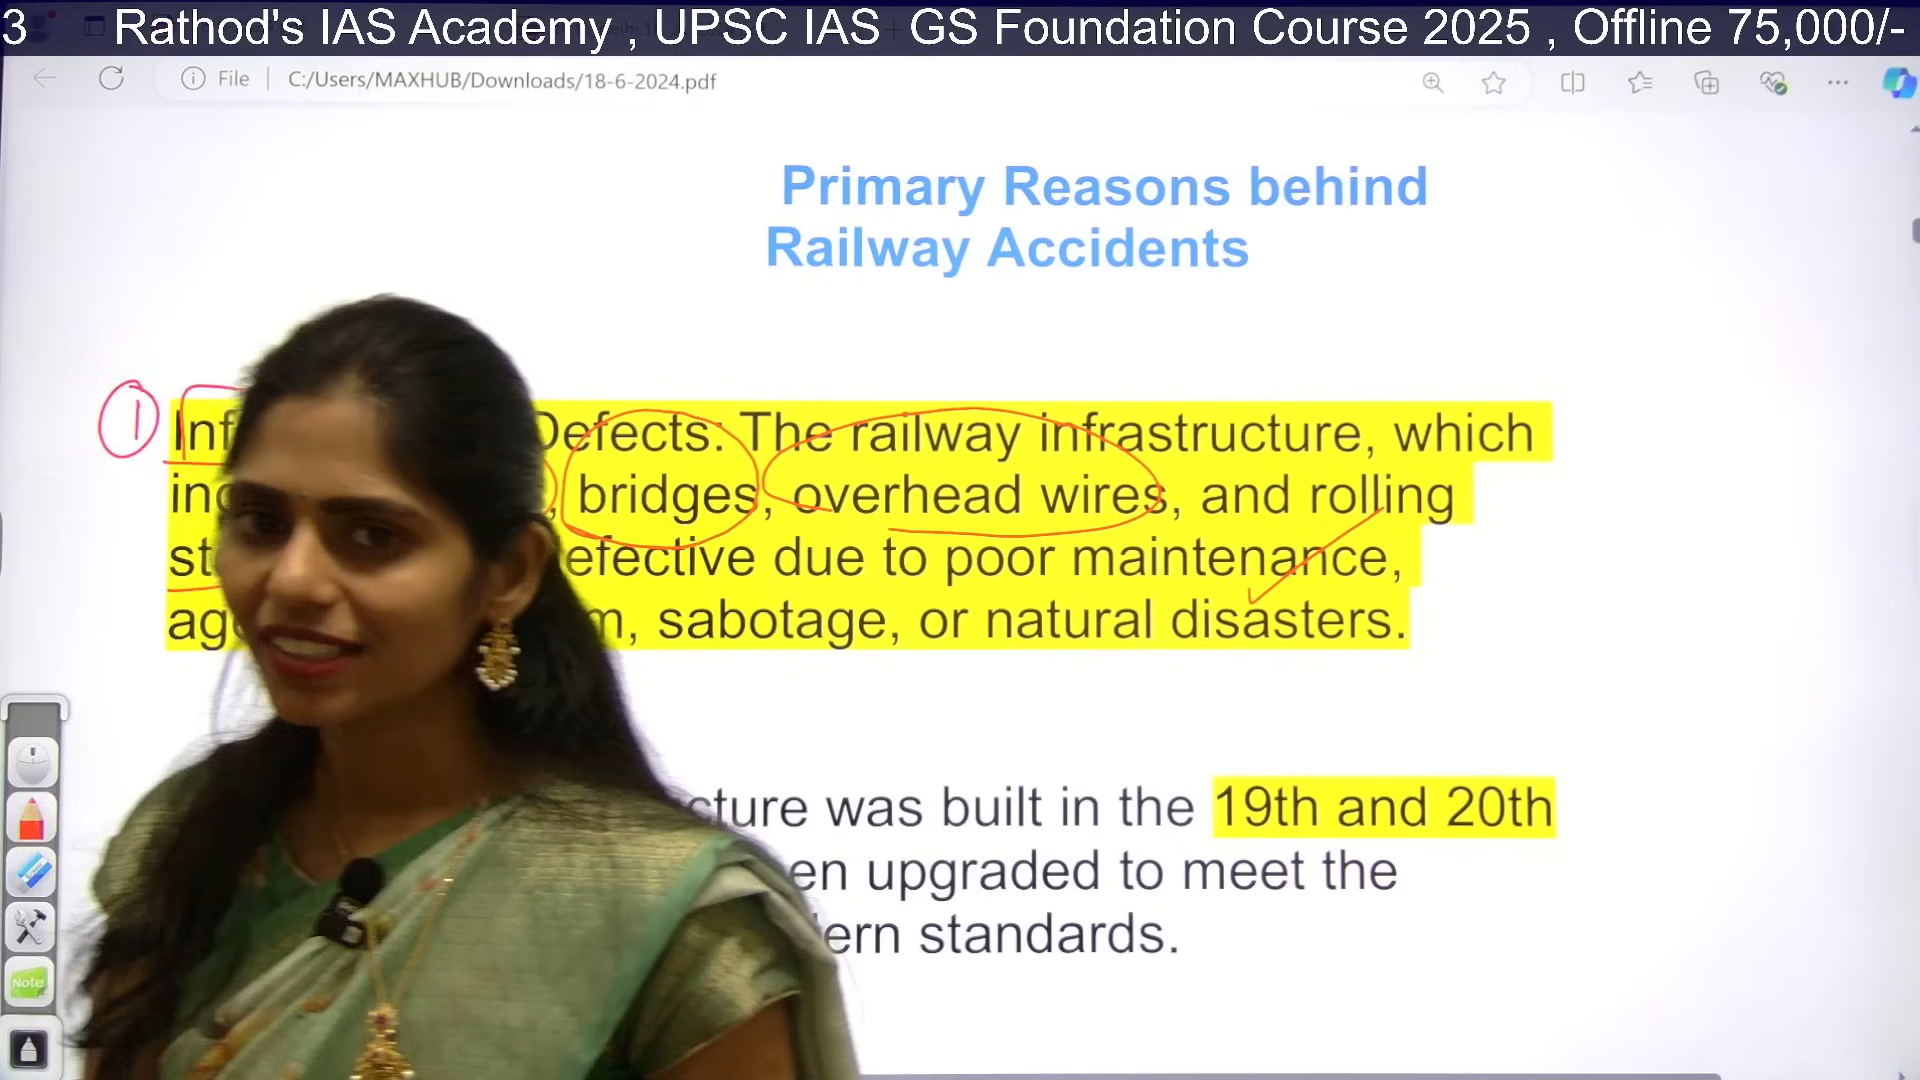 3 Rathod's IAS Academy , UPSC IAS GS Foundation Course 2025 , Offline 75,000/-
File C:/Users/MAXHUB/Downloads/18-6-2024.pdf
Primary Reasons behind
Railway Accidents
1 Inf Defects: The railway infrastructure, which
inc , bridges, overhead wires, and rolling
st efective due to poor maintenance,
ag m, sabotage, or natural disasters.
cture was built in the 19th and 20th
en upgraded to meet the
ern standards.
Note